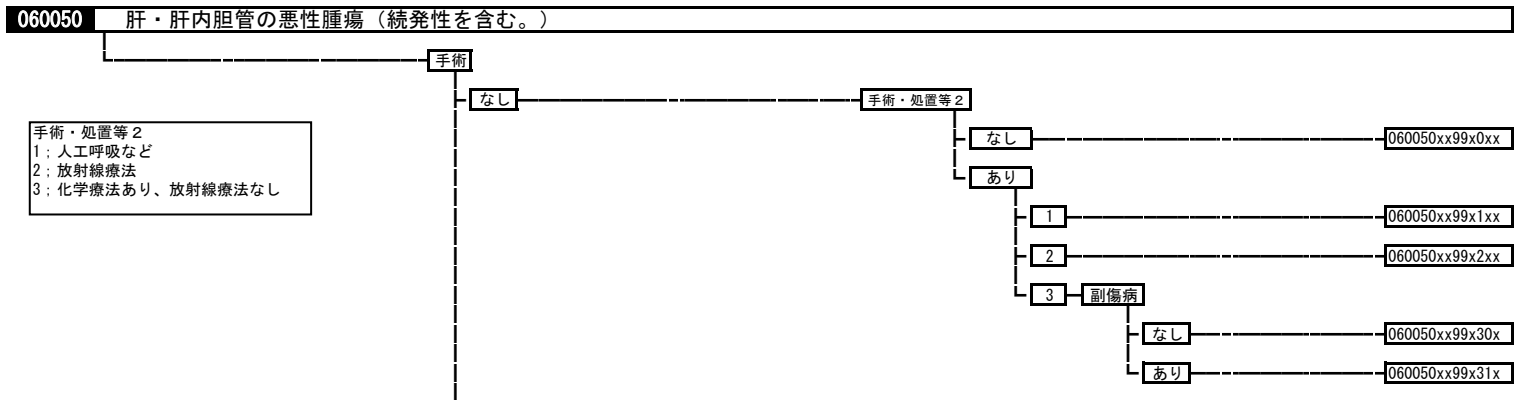 060050 肝・肝内胆管の悪性腫瘍（続発性を含む。）
手術
なし 手術・処置等２
手術・処置等２
1；人工呼吸など
2；放射線療法
3；化学療法あり、放射線療法なし
なし 060050xx99x0xx
あり
1 060050xx99x1xx
2 060050xx99x2xx
3 副傷病
なし 060050xx99x30x
あり 060050xx99x31x